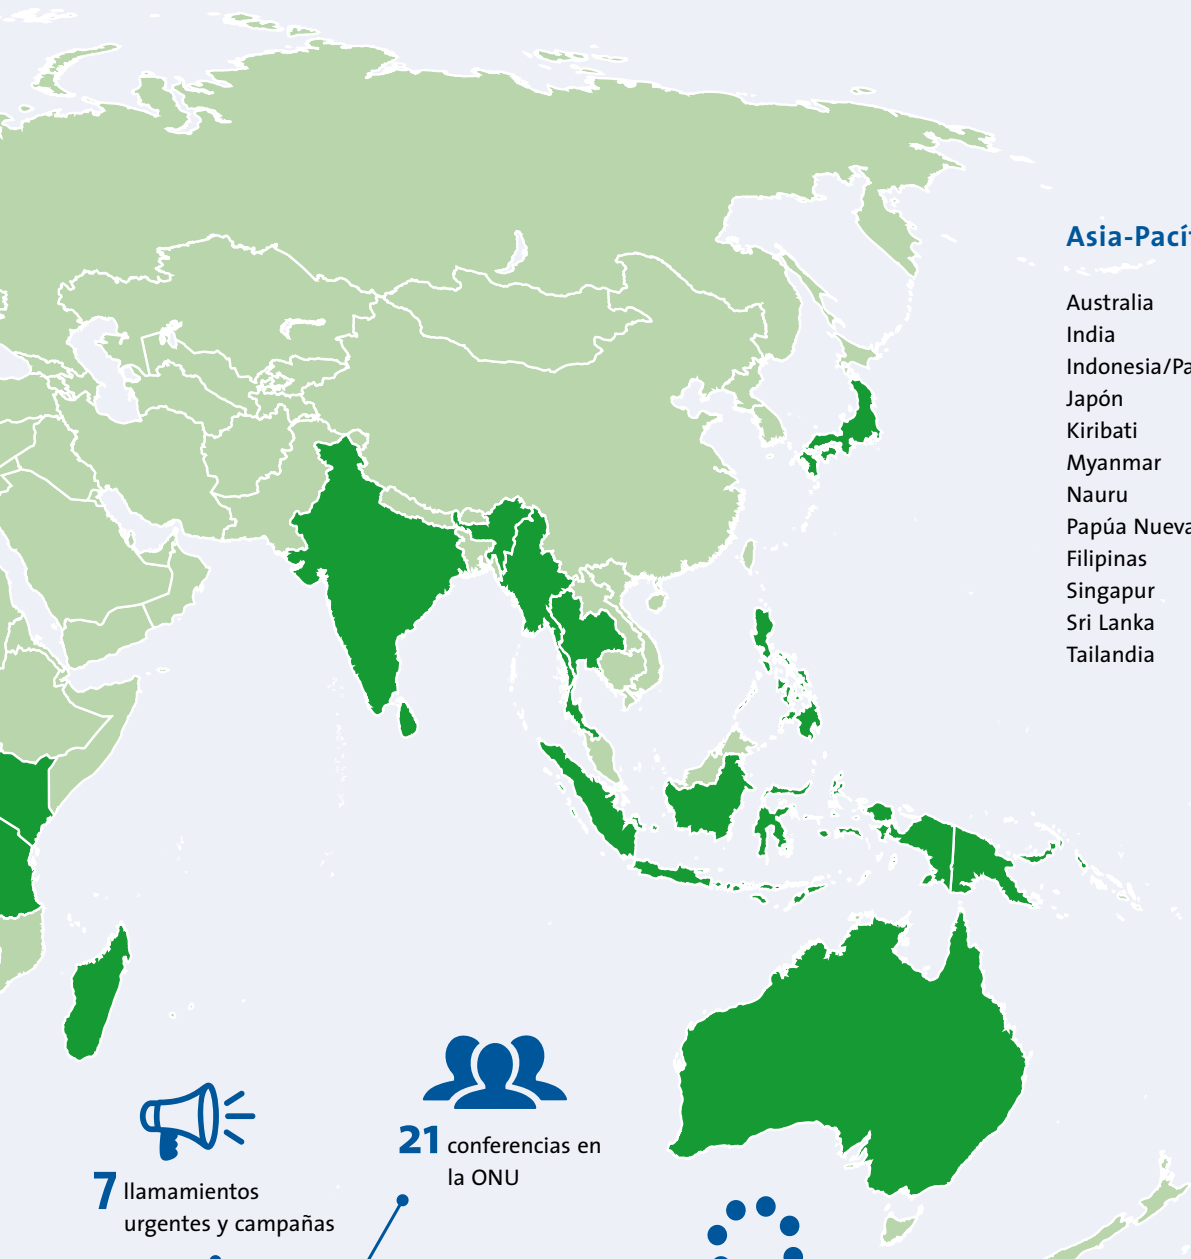 Asia-Pací
Australia
India
Indonesia/Pa
Japón
Kiribati
Myanmar
Nauru
Papúa Nueva
Filipinas
Singapur
Sri Lanka
Tailandia
21 conferencias en
la ONU
7 llamamientos
urgentes y campañas